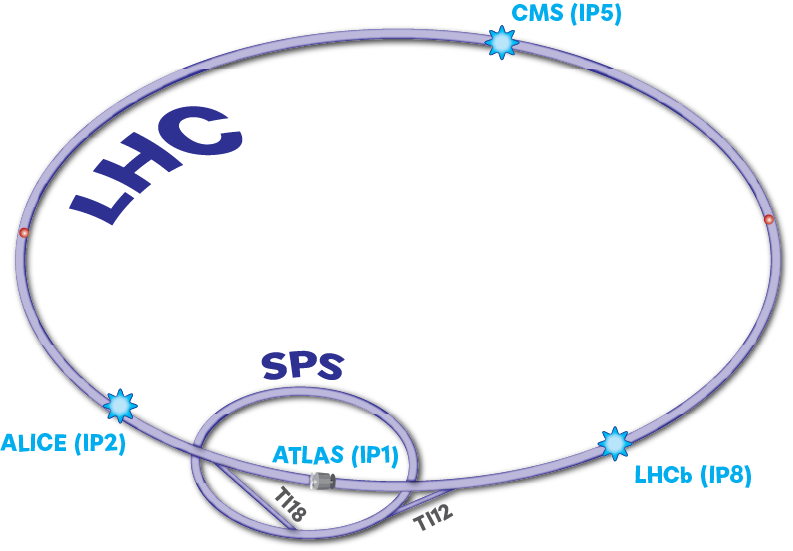 CMS (IP5)
LHC
SPS
ALICE (IP2)
ATLAS (IP1)
LHCb (IP8)
TI18
TI12